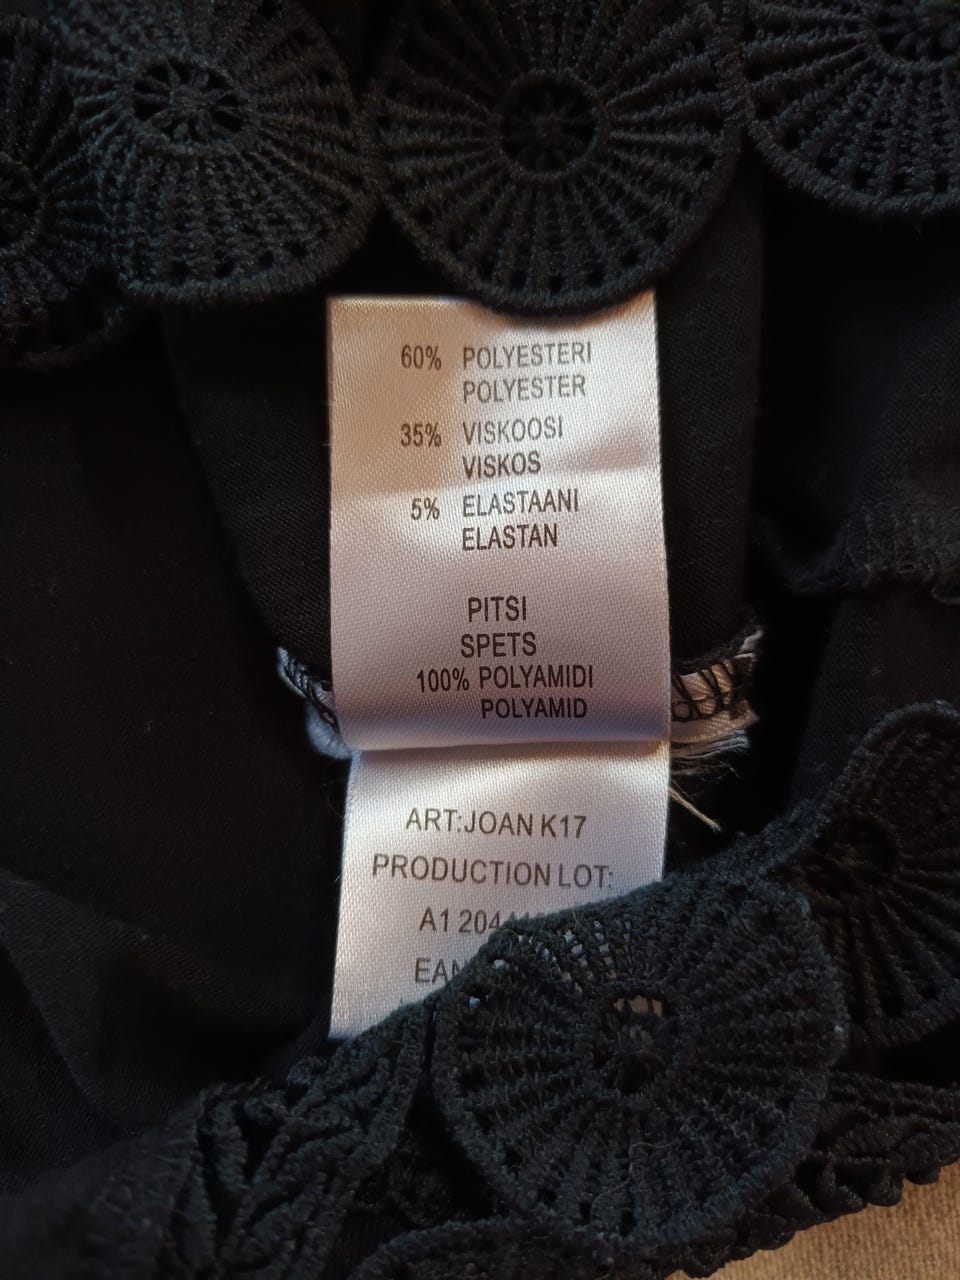 60% POLYESTERI
POLYESTER
35% VISKOOSI
VISKOS
5% ELASTAANI
ELASTAN
PITSI
SPETS
100% POLYAMIDI
POLYAMID
ART:JOAN K17
PRODUCTION LOT:
A1